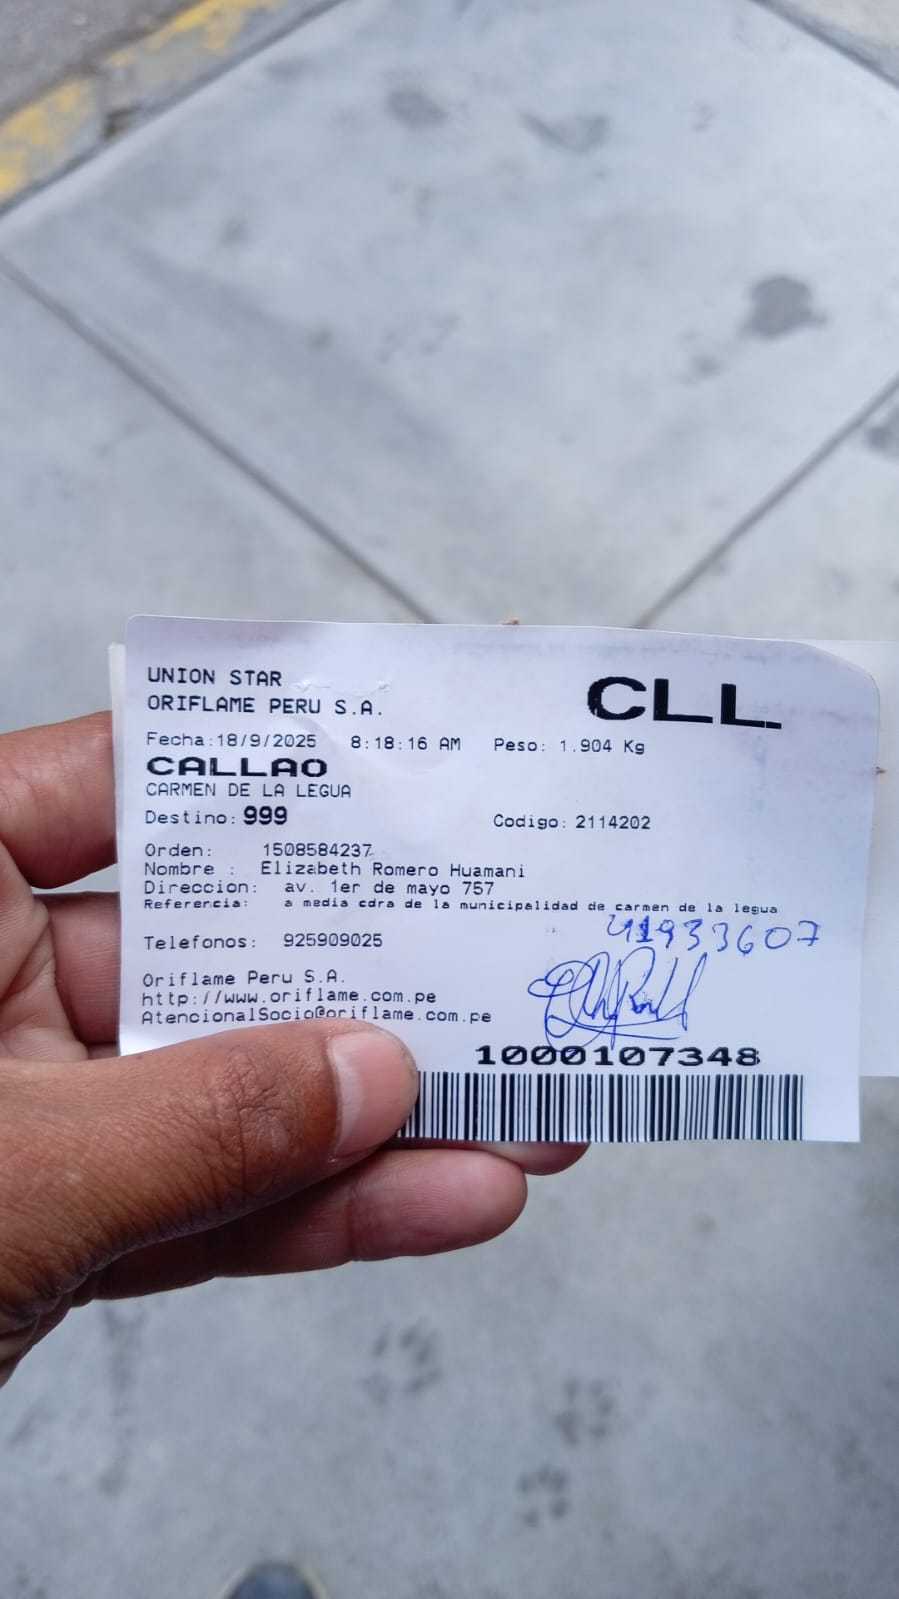 UNION STAR
ORIFLAME PERU S.A.
CLL
Fecha:18/9/2025 8:18:16 AM Peso: 1.904 Kg
CALLAO
CARMEN DE LA LEGUA
Destino: 999 Codigo: 2114202
Orden: 1508584237
Nombre : Elizabeth Romero Huamani
Direccion: av. 1er de mayo 757
Referencia: a media cdra de la municipalidad de carmen de la legua
41933607
Telefonos: 925909025
Oriflame Peru S.A.
http://www.oriflame.com.pe
AtencionalSocio@oriflame.com.pe
1000107348